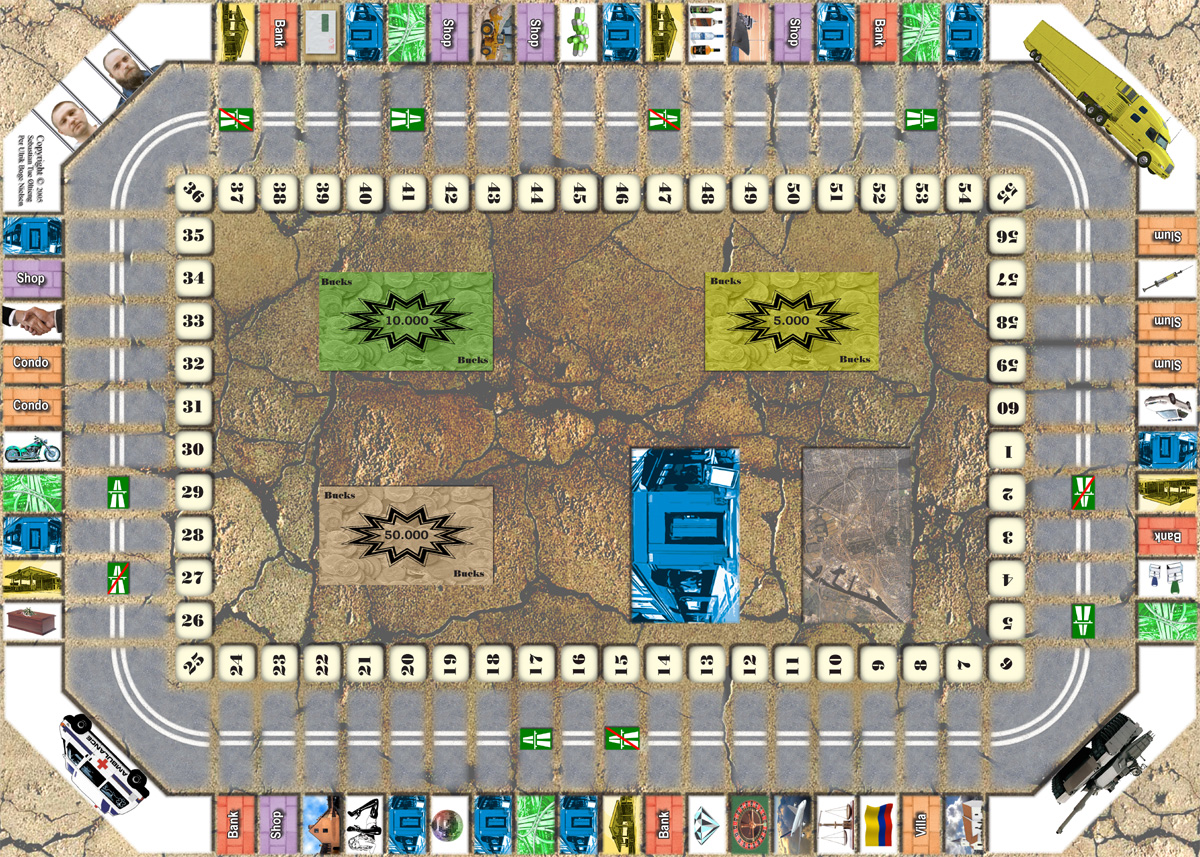 Bank
Shop
Shop
Shop
Bank
Copyright © 2005
Sebastian Tue
Per Bogo Nielsen
36 37 38 39 40 41 42 43 44 45 46 47 48 49 50 51 52 53 54 55
35
56
Slum
Shop
34
57
33
58
Slum
Condo
32
59
Slum
Condo
31
60
30
1
29
2
28
3
Bank
27
4
26
5
Bucks
10.000
Bucks
Bucks
5.000
Bucks
Bucks
50.000
Bucks
25 24 23 22 21 20 19 18 17 16 15 14 13 12 11 10 9 8 7 6
AMBULANCE
Bank
Shop
Bank
Villa